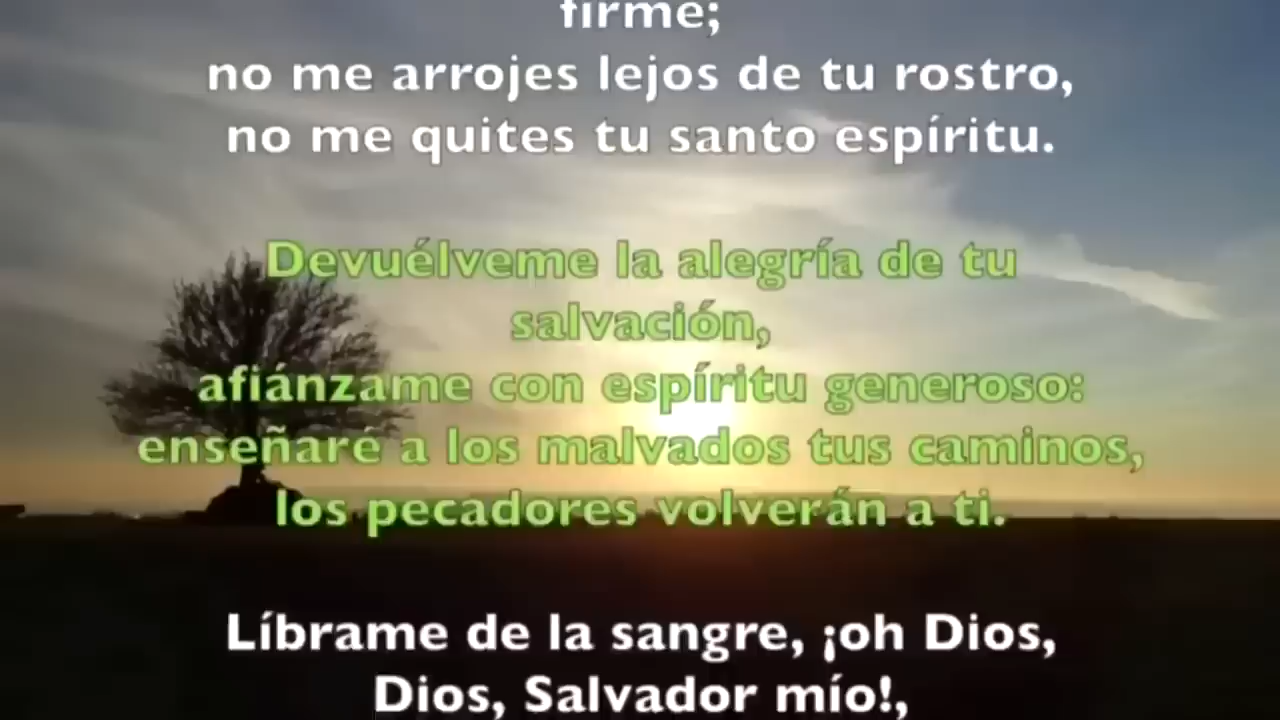 firme;
no me arrojes lejos de tu rostro,
no me quites tu santo espíritu.
Devuélveme la alegría de tu
salvación,
afiánzame con espíritu generoso:
enseñaré a los malvados tus caminos,
los pecadores volverán a ti.
Líbrame de la sangre, ¡oh Dios,
Dios, Salvador mío!,